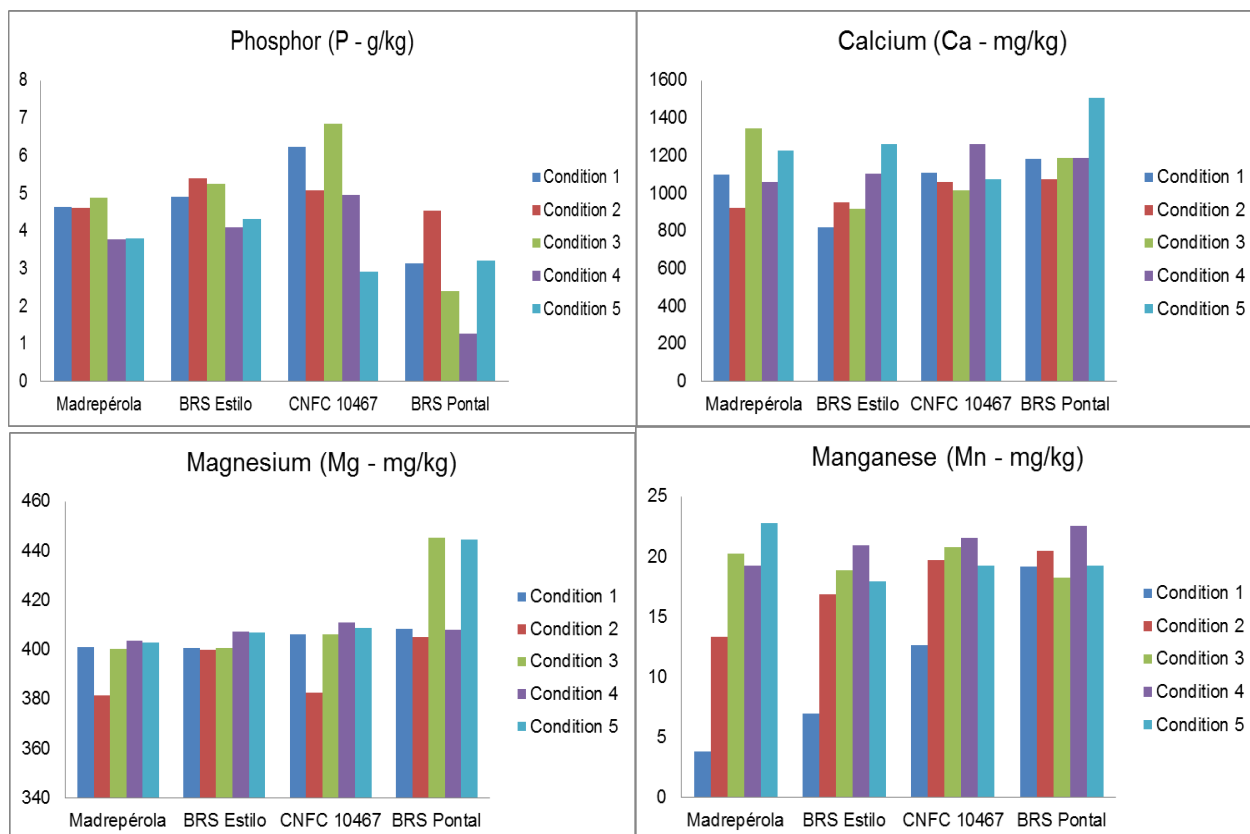 Phosphor (P - g/kg)
8
7
6
5
4
3
2
1
0
Madrepérola BRS Estilo CNFC 10467 BRS Pontal
Condition 1
Condition 2
Condition 3
Condition 4
Condition 5
Calcium (Ca - mg/kg)
1600
1400
1200
1000
800
600
400
200
0
Madrepérola BRS Estilo CNFC 10467 BRS Pontal
Condition 1
Condition 2
Condition 3
Condition 4
Condition 5
Magnesium (Mg - mg/kg)
460
440
420
400
380
360
340
Madrepérola BRS Estilo CNFC 10467 BRS Pontal
Condition 1
Condition 2
Condition 3
Condition 4
Condition 5
Manganese (Mn - mg/kg)
25
20
15
10
5
0
Madrepérola BRS Estilo CNFC 10467 BRS Pontal
Condition 1
Condition 2
Condition 3
Condition 4
Condition 5